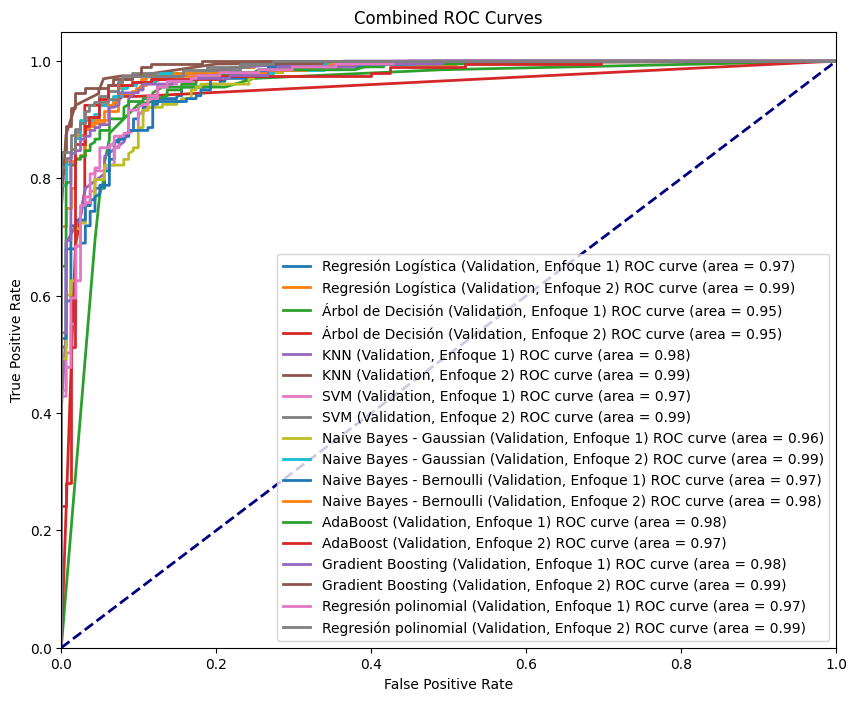 Combined ROC Curves
1.0
0.8
0.6
0.4
0.2
0.0
True Positive Rate
Regresión Logística (Validation, Enfoque 1) ROC curve (area = 0.97)
Regresión Logística (Validation, Enfoque 2) ROC curve (area = 0.99)
Árbol de Decisión (Validation, Enfoque 1) ROC curve (area = 0.95)
Árbol de Decisión (Validation, Enfoque 2) ROC curve (area = 0.95)
KNN (Validation, Enfoque 1) ROC curve (area = 0.98)
KNN (Validation, Enfoque 2) ROC curve (area = 0.99)
SVM (Validation, Enfoque 1) ROC curve (area = 0.97)
SVM (Validation, Enfoque 2) ROC curve (area = 0.99)
Naive Bayes - Gaussian (Validation, Enfoque 1) ROC curve (area = 0.96)
Naive Bayes - Gaussian (Validation, Enfoque 2) ROC curve (area = 0.99)
Naive Bayes - Bernoulli (Validation, Enfoque 1) ROC curve (area = 0.97)
Naive Bayes - Bernoulli (Validation, Enfoque 2) ROC curve (area = 0.98)
AdaBoost (Validation, Enfoque 1) ROC curve (area = 0.98)
AdaBoost (Validation, Enfoque 2) ROC curve (area = 0.97)
Gradient Boosting (Validation, Enfoque 1) ROC curve (area = 0.98)
Gradient Boosting (Validation, Enfoque 2) ROC curve (area = 0.99)
Regresión polinomial (Validation, Enfoque 1) ROC curve (area = 0.97)
Regresión polinomial (Validation, Enfoque 2) ROC curve (area = 0.99)
0.0 0.2 0.4 0.6 0.8 1.0
False Positive Rate